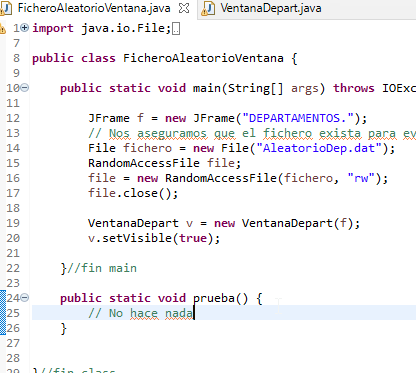 FicheroAleatorioVentana.java VentanaDepart.java
1 import java.io.File;
7
8 public class FicheroAleatorioVentana {
9
10 public static void main(String[] args) throws IOExc
11
12 JFrame f = new JFrame("DEPARTAMENTOS.");
13 // Nos aseguramos que el fichero exista para ev
14 File fichero = new File("AleatorioDep.dat");
15 RandomAccessFile file;
16 file = new RandomAccessFile(fichero, "rw");
17 file.close();
18
19 VentanaDepart v = new VentanaDepart(f);
20 v.setVisible(true);
21
22 }//fin main
23
24 public static void prueba() {
25 // No hace nada
26 }
27
28
29 }//fin class